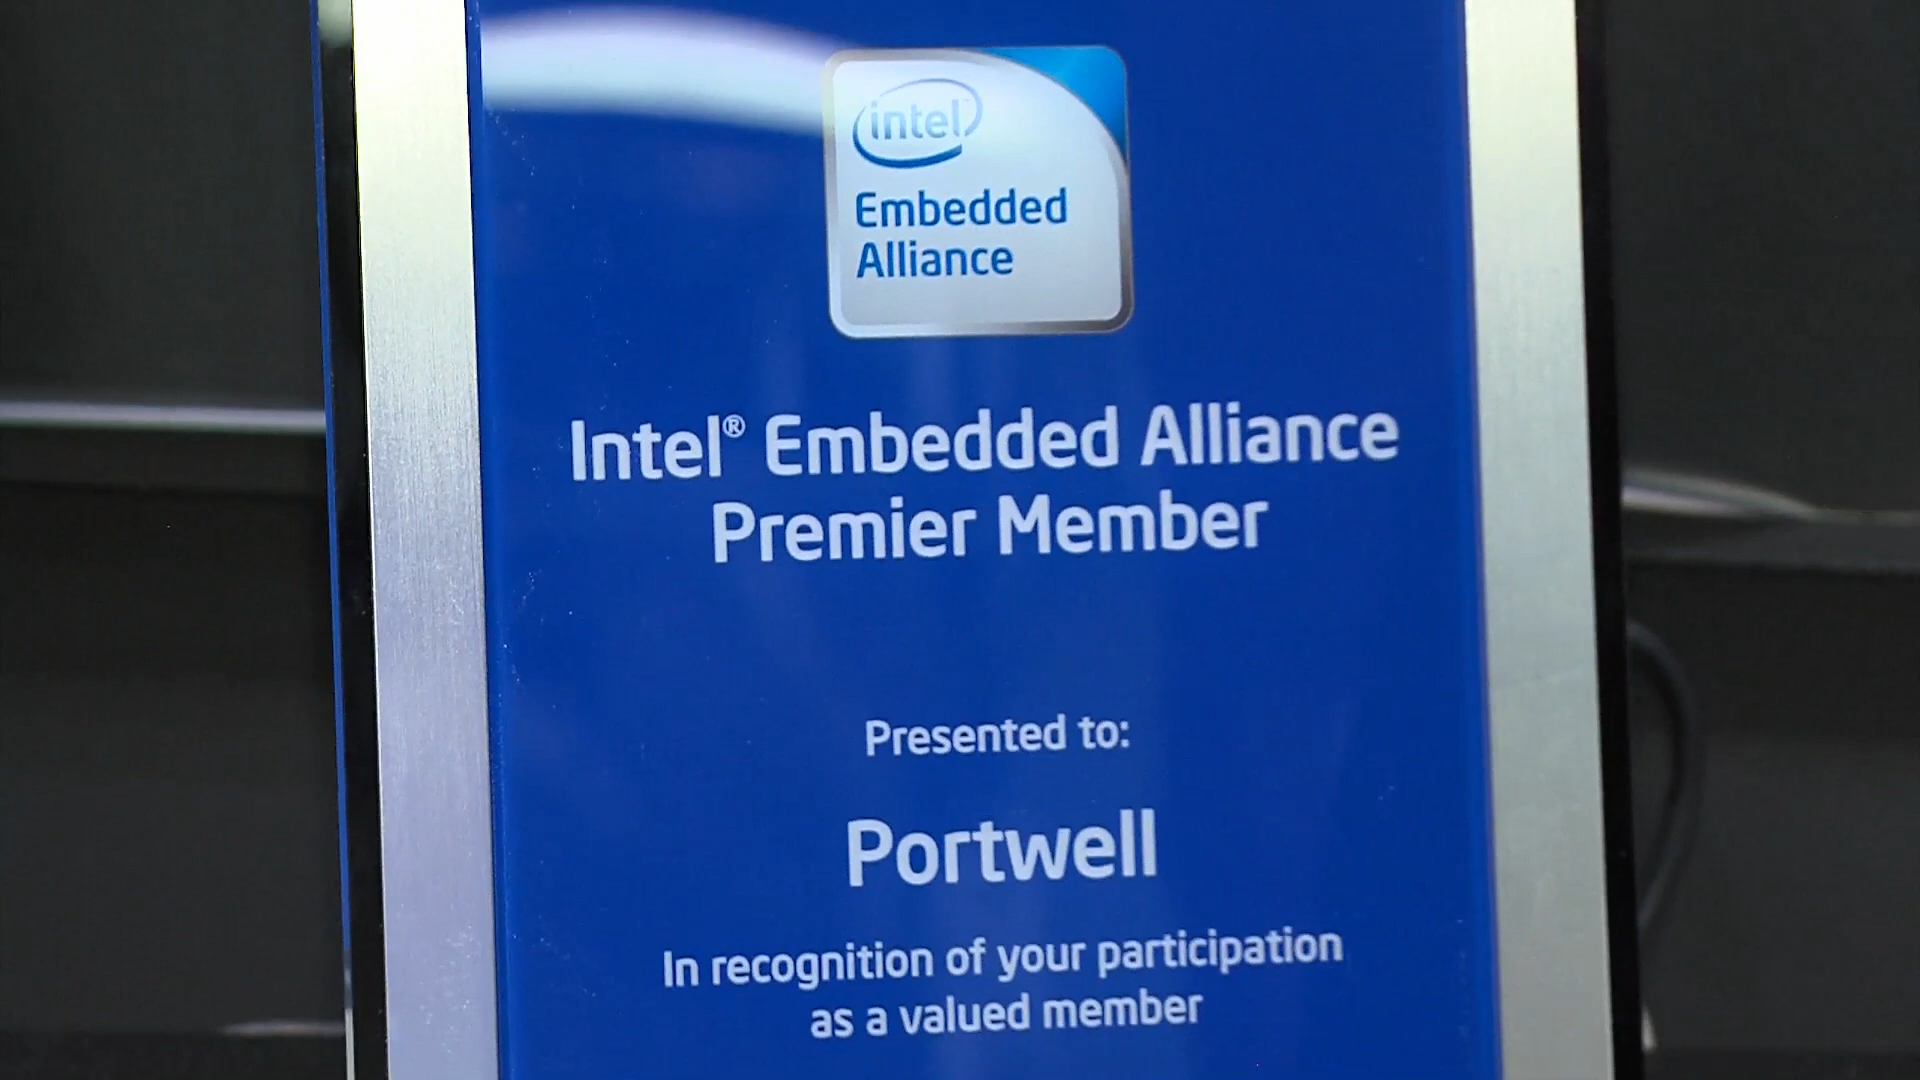 intel
Embedded
Alliance
Intel® Embedded Alliance
Premier Member
Presented to:
Portwell
In recognition of your participation
as a valued member